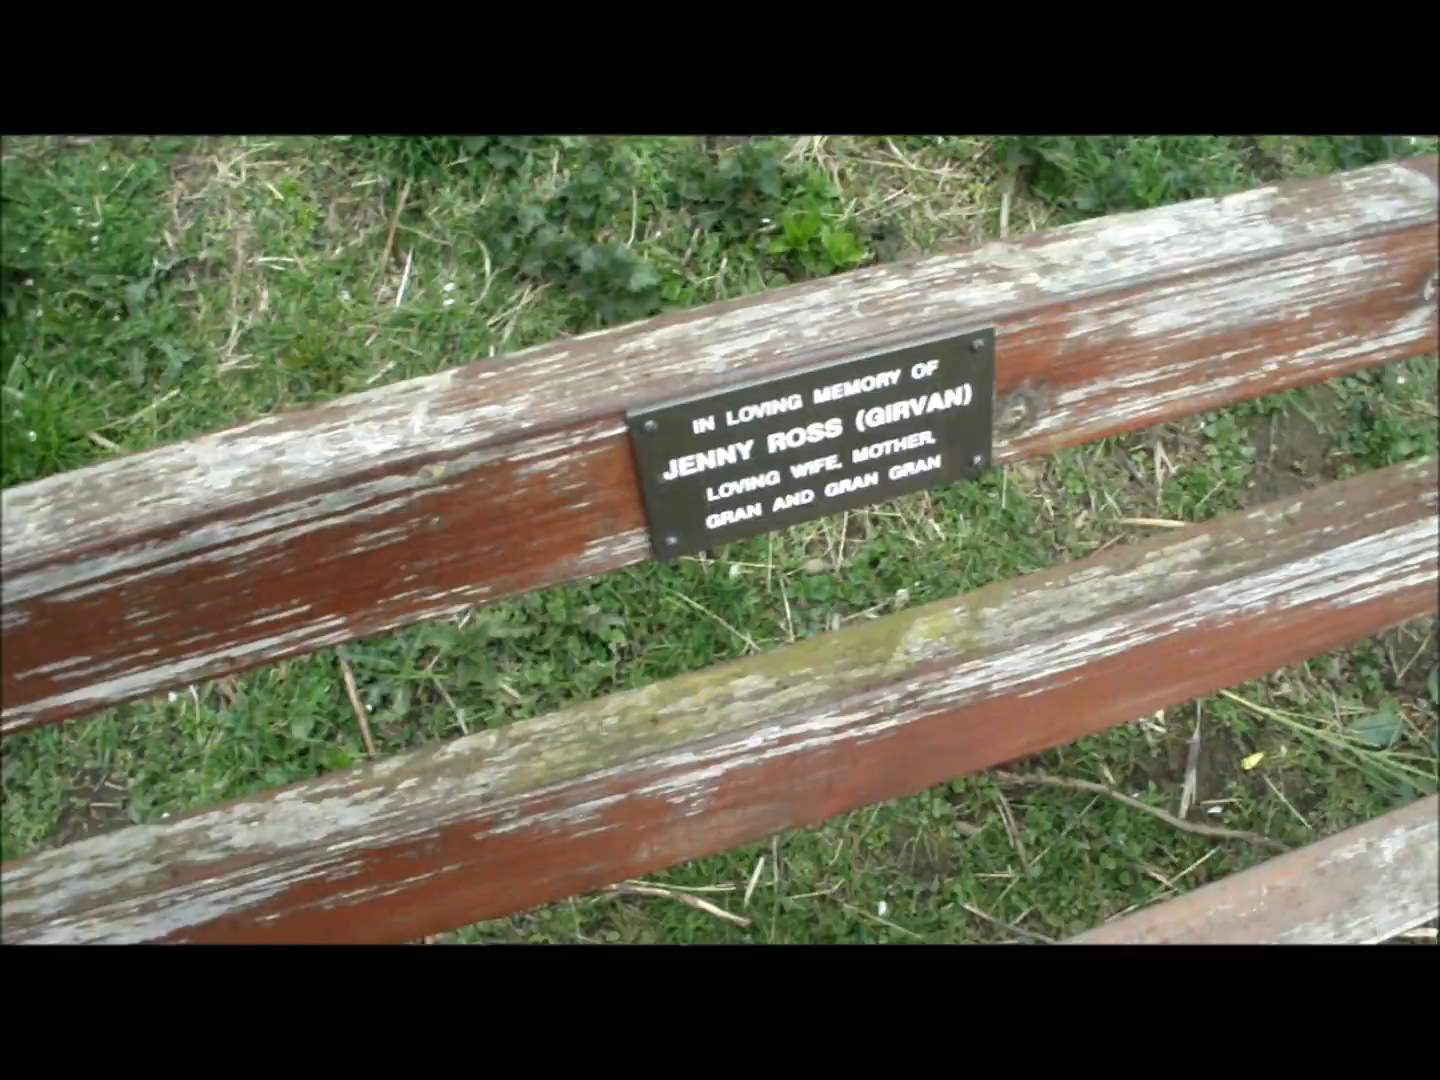 IN LOVING MEMORY OF
JENNY ROSS (GIRVAN)
LOVING WIFE, MOTHER,
GRAN AND GRAN GRAN